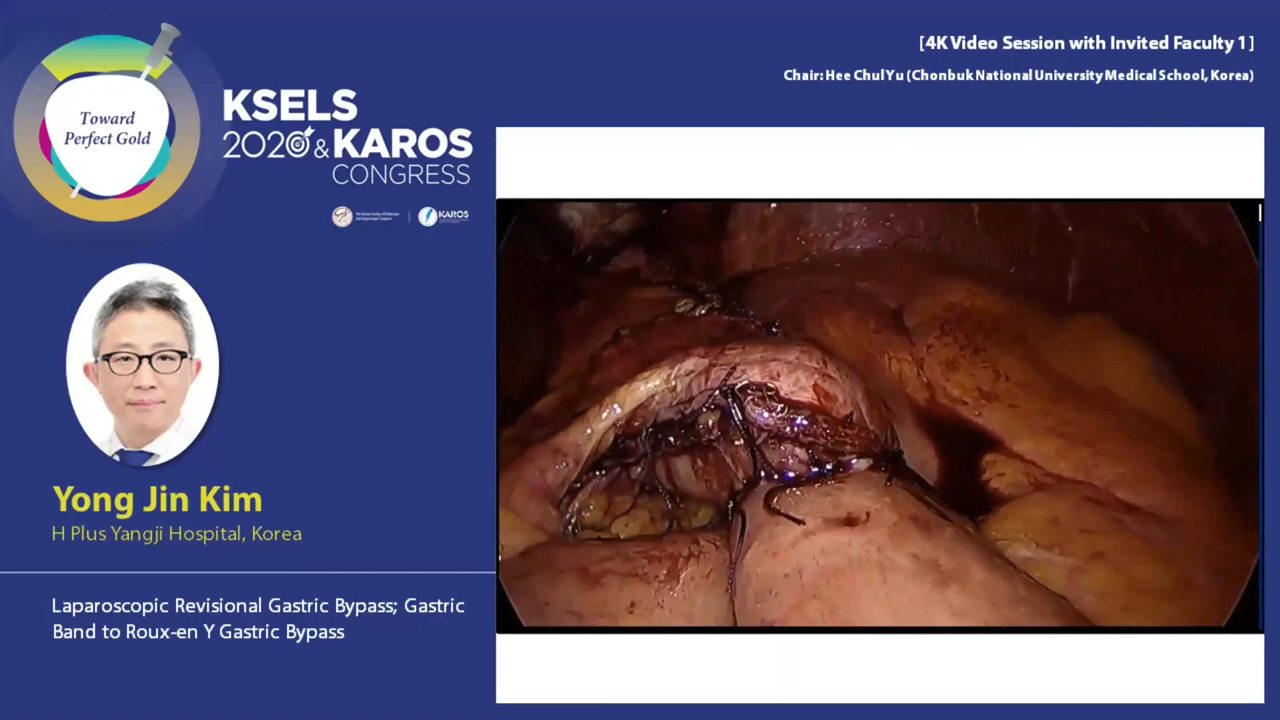 [4K Video Session with Invited Faculty 1]
Chair: Hee Chul Yu (Chonbuk National University Medical School, Korea)
Toward
Perfect Gold
KSELS
2020 & KAROS
CONGRESS
KAROS
Yong Jin Kim
H Plus Yangji Hospital, Korea
Laparoscopic Revisional Gastric Bypass; Gastric
Band to Roux-en Y Gastric Bypass